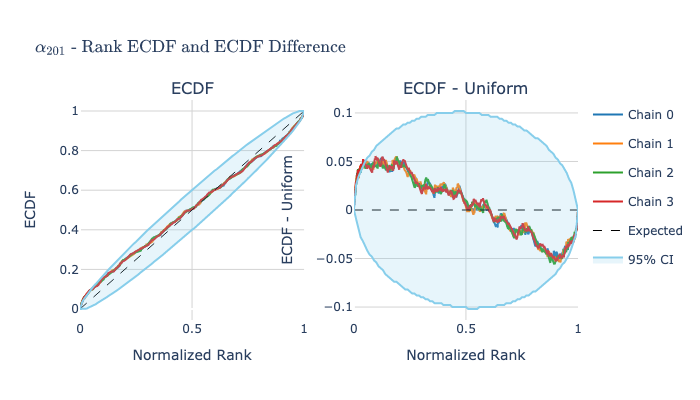 α₂₀₁ - Rank ECDF and ECDF Difference
ECDF
ECDF - Uniform
ECDF
1
0.8
0.6
0.4
0.2
0
0
0.5
1
Normalized Rank
ECDF - Uniform
0.1
0.05
0
−0.05
−0.1
0
0.5
1
Normalized Rank
Chain 0
Chain 1
Chain 2
Chain 3
Expected
95% CI